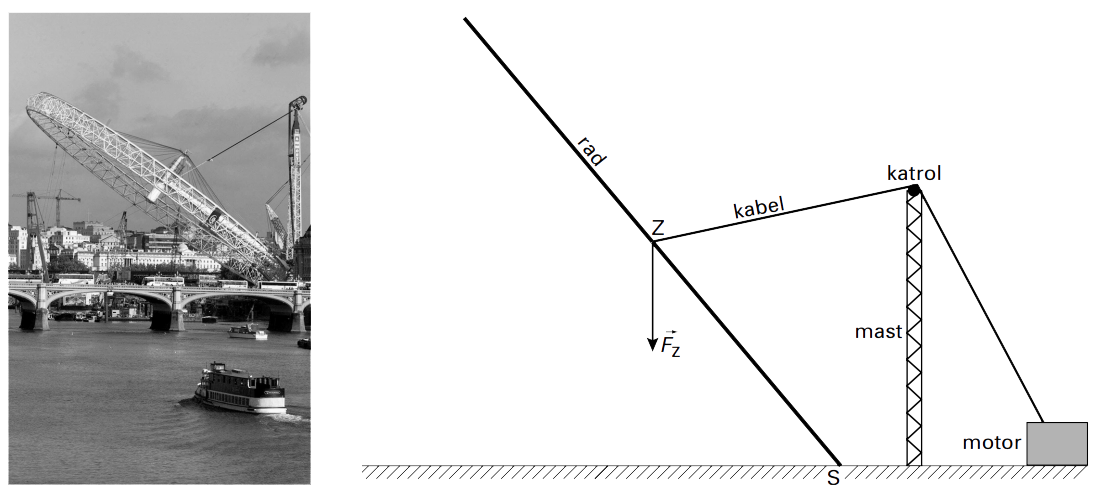 rad
Z
kabel
katrol
F⃗z
mast
motor
S